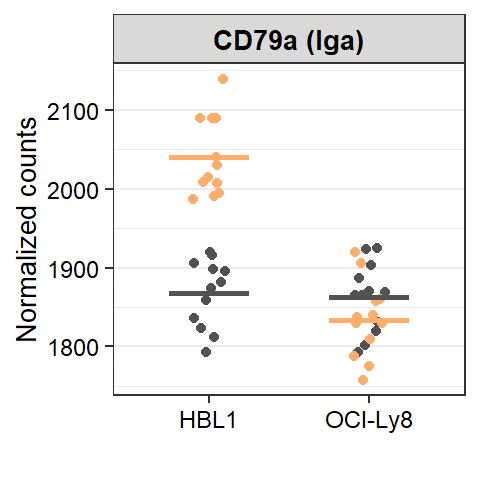 CD79a (Iga)
Normalized counts
2100
2000
1900
1800
HBL1
OCI-Ly8